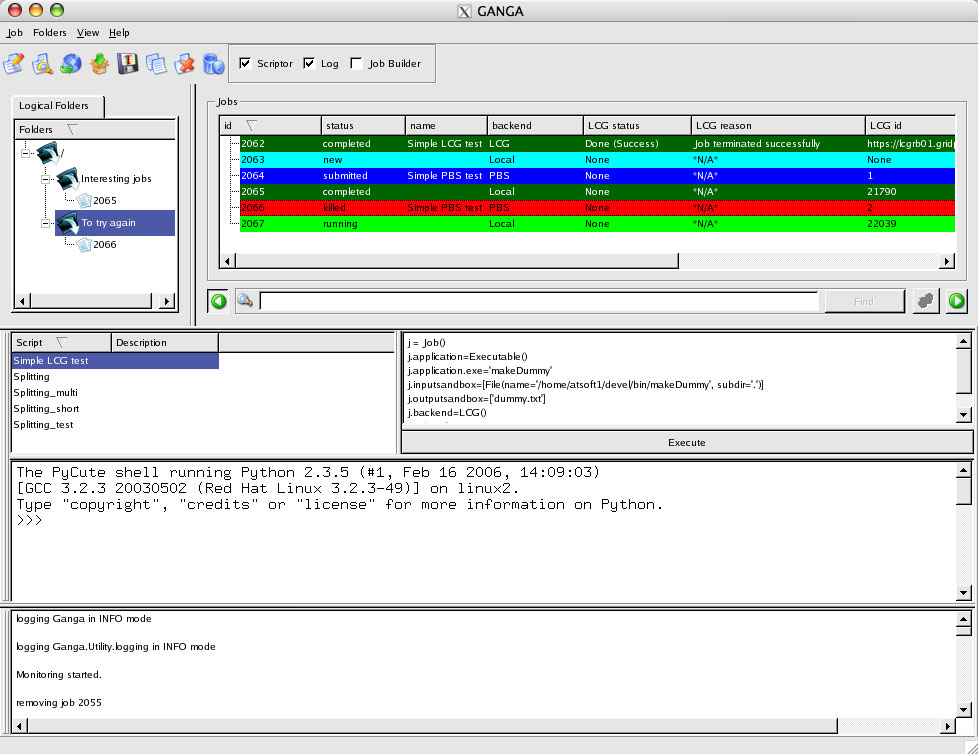 X GANGA
Job Folders View Help
Scriptor Log Job Builder
Logical Folders
Folders
/
Interesting jobs
2065
To try again
2066
Jobs
id status name backend LCG status LCG reason LCG id
2062 completed Simple LCG test LCG Done (Success) Job terminated successfully https://lcgrb01.gridp
2063 new Local None *N/A* None
2064 submitted Simple PBS test PBS None *N/A* 1
2065 completed Local None *N/A* 21790
2066 killed Simple PBS test PBS None *N/A* 2
2067 running Local None *N/A* 22039
Find
Script Description
Simple LCG test
Splitting
Splitting_multi
Splitting_short
Splitting_test
j = Job()
j.application=Executable()
j.application.exe='makeDummy'
j.inputsandbox=[File(name='/home/atsoft1/devel/bin/makeDummy', subdir='.')]
j.outputsandbox=['dummy.txt']
j.backend=LCG()
Execute
The PyCute shell running Python 2.3.5 (#1, Feb 16 2006, 14:09:03)
[GCC 3.2.3 20030502 (Red Hat Linux 3.2.3-49)] on linux2.
Type "copyright", "credits" or "license" for more information on Python.
>>>
logging Ganga in INFO mode
logging Ganga.Utility.logging in INFO mode
Monitoring started.
removing job 2055